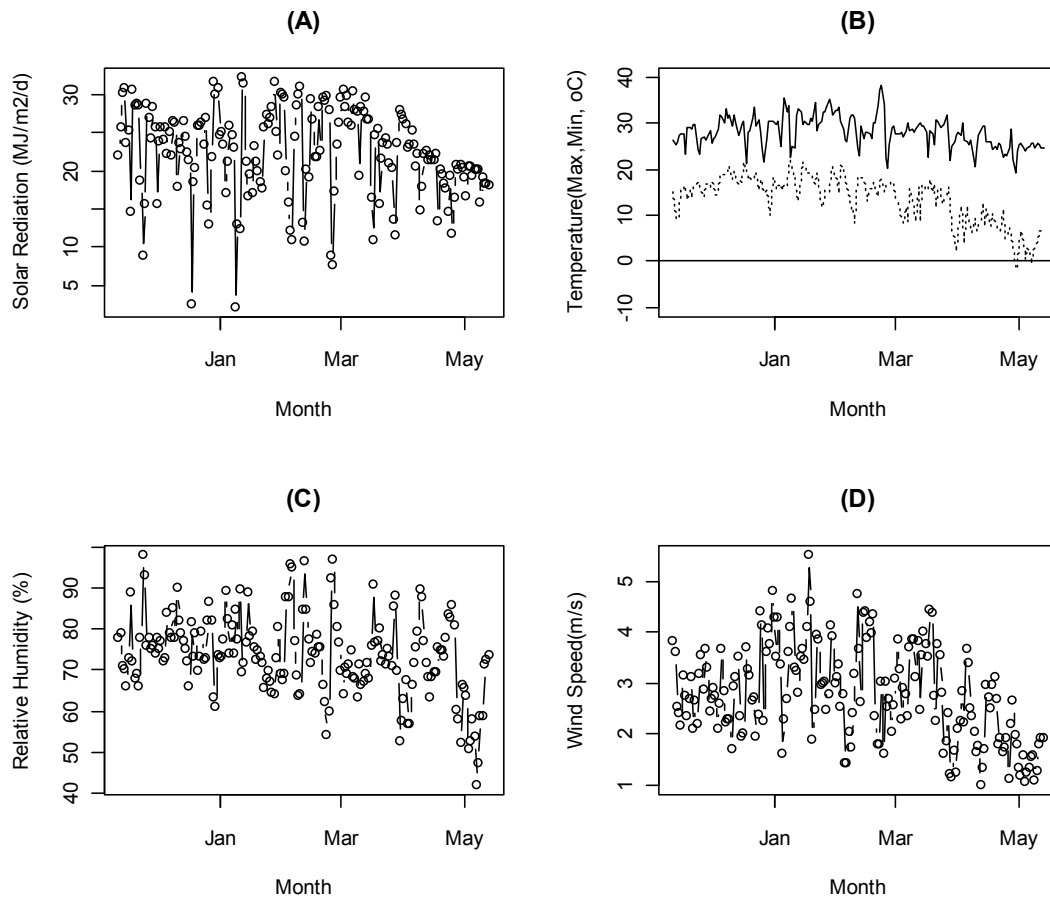 (A)
Solar Rediation (MJ/m2/d)
30
20
10
5
Jan
Mar
May
Month
(B)
Temperature(Max,Min, oC)
40
30
20
10
0
-10
Jan
Mar
May
Month
(C)
Relative Humidity (%)
90
80
70
60
50
40
Jan
Mar
May
Month
(D)
Wind Speed(m/s)
5
4
3
2
1
Jan
Mar
May
Month